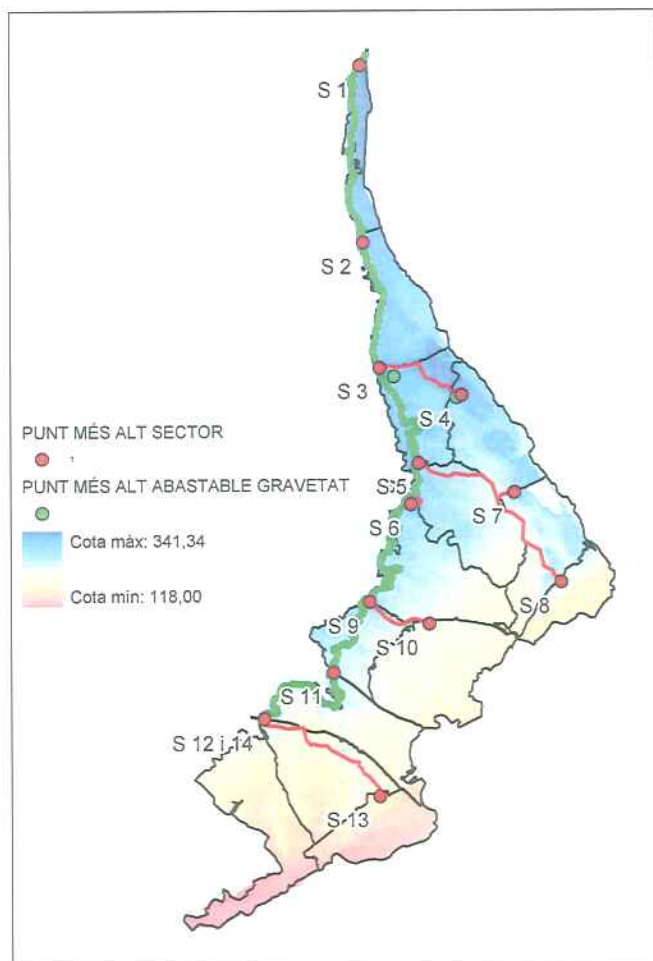 S 1
S 2
S 3
S 4
PUNT MÉS ALT SECTOR
1
S 5
PUNT MÉS ALT ABASTABLE GRAVETAT
S 7
S 6
Cota màx: 341,34
Cota min: 118,00
S 8
S 9
S 10
S 11
S 12 i 14
S 13